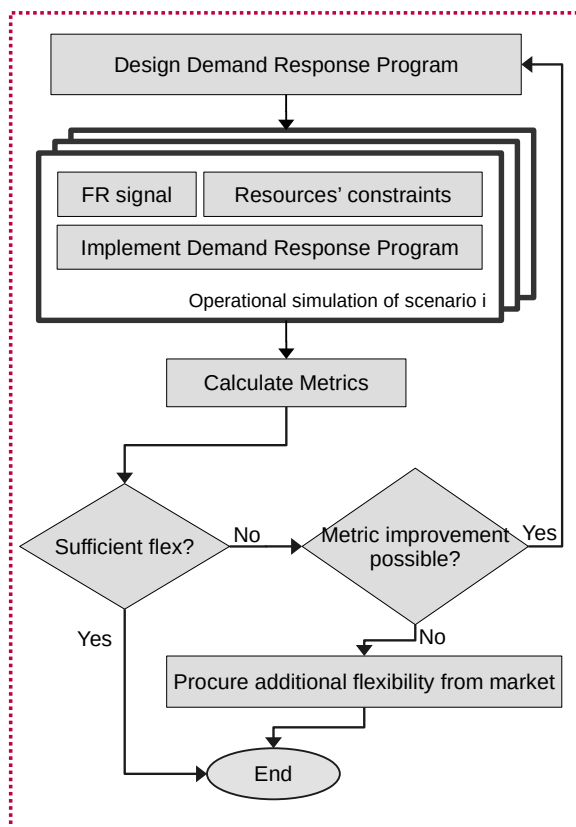 Design Demand Response Program
FR signal
Resources' constraints
Implement Demand Response Program
Operational simulation of scenario i
Calculate Metrics
Sufficient flex?
No
Metric improvement
possible?
Yes
Yes
No
Procure additional flexibility from market
End